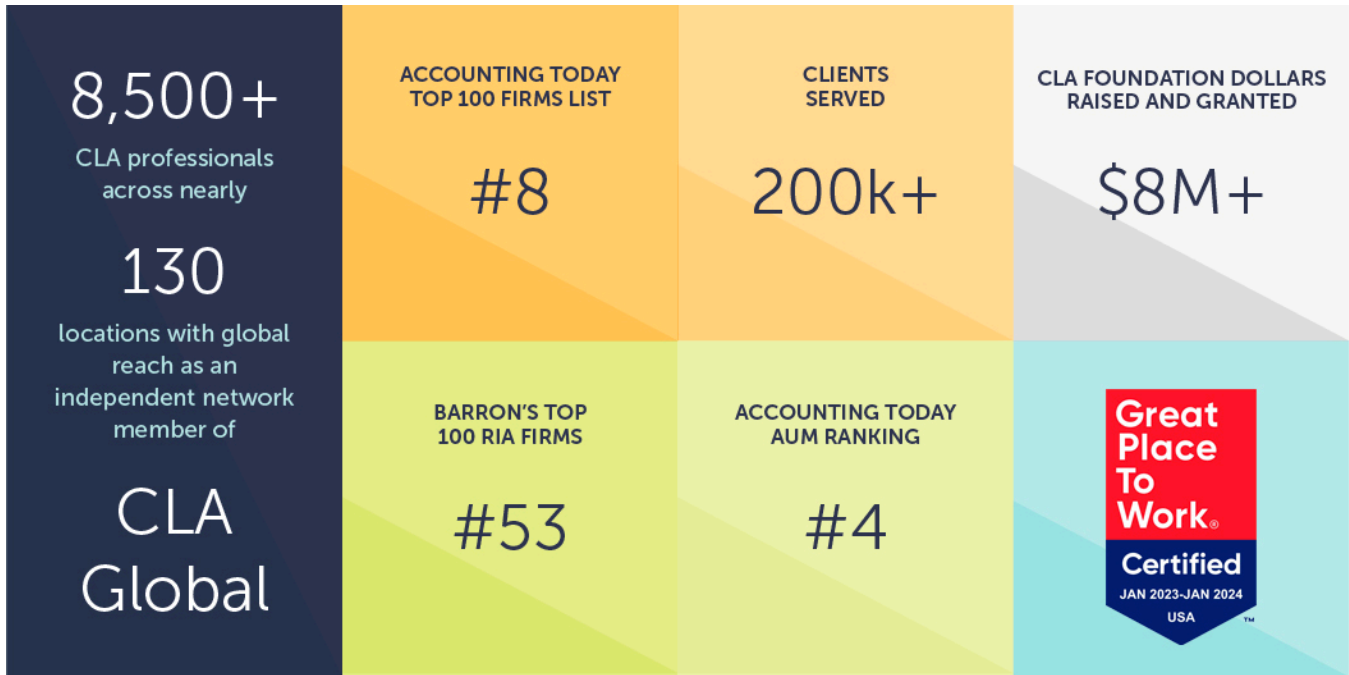 8,500+
CLA professionals
across nearly
130
locations with global
reach as an
independent network
member of
CLA
Global
ACCOUNTING TODAY
TOP 100 FIRMS LIST
#8
CLIENTS
SERVED
200k+
CLA FOUNDATION DOLLARS
RAISED AND GRANTED
$8M+
BARRON'S TOP
100 RIA FIRMS
#53
ACCOUNTING TODAY
AUM RANKING
#4
Great
Place
To
Work®
Certified
JAN 2023-JAN 2024
USA
™